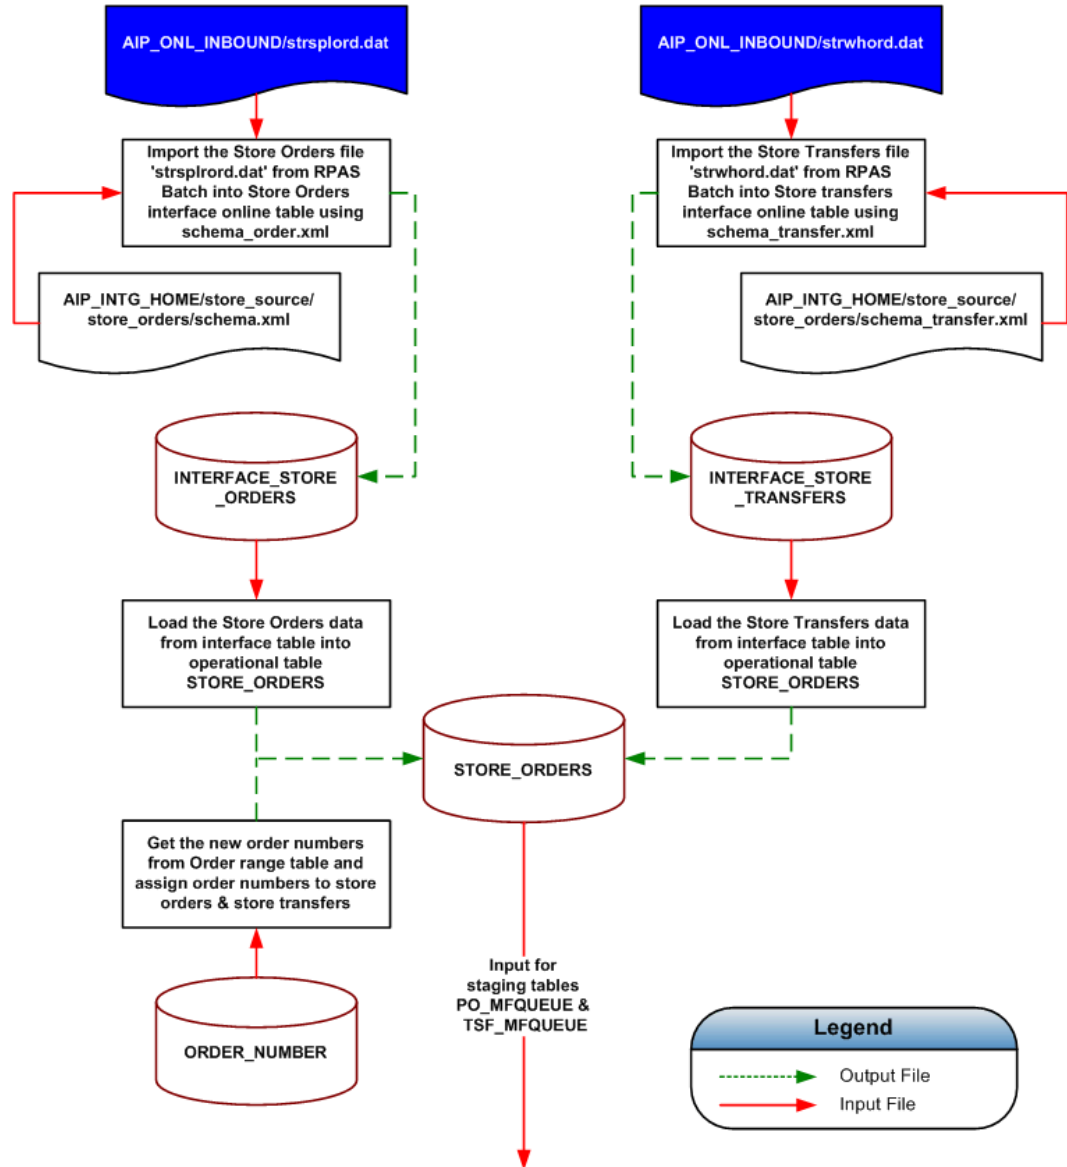 AIP_ONL_INBOUND/strsplord.dat
AIP_ONL_INBOUND/strwhord.dat
Import the Store Orders file
'strsplrord.dat' from RPAS
Batch into Store Orders
interface online table using
schema_order.xml
Import the Store Transfers file
'strwhord.dat' from RPAS
Batch into Store transfers
interface online table using
schema_transfer.xml
AIP_INTG_HOME/store_source/
store_orders/schema.xml
AIP_INTG_HOME/store_source/
store_orders/schema_transfer.xml
INTERFACE_STORE
_ORDERS
INTERFACE_STORE
_TRANSFERS
Load the Store Orders data
from interface table into
operational table
STORE_ORDERS
Load the Store Transfers data
from interface table into
operational table
STORE_ORDERS
STORE_ORDERS
Get the new order numbers
from Order range table and
assign order numbers to store
orders & store transfers
Input for
staging tables
PO_MFQUEUE &
TSF_MFQUEUE
ORDER_NUMBER
Legend
Output File
Input File